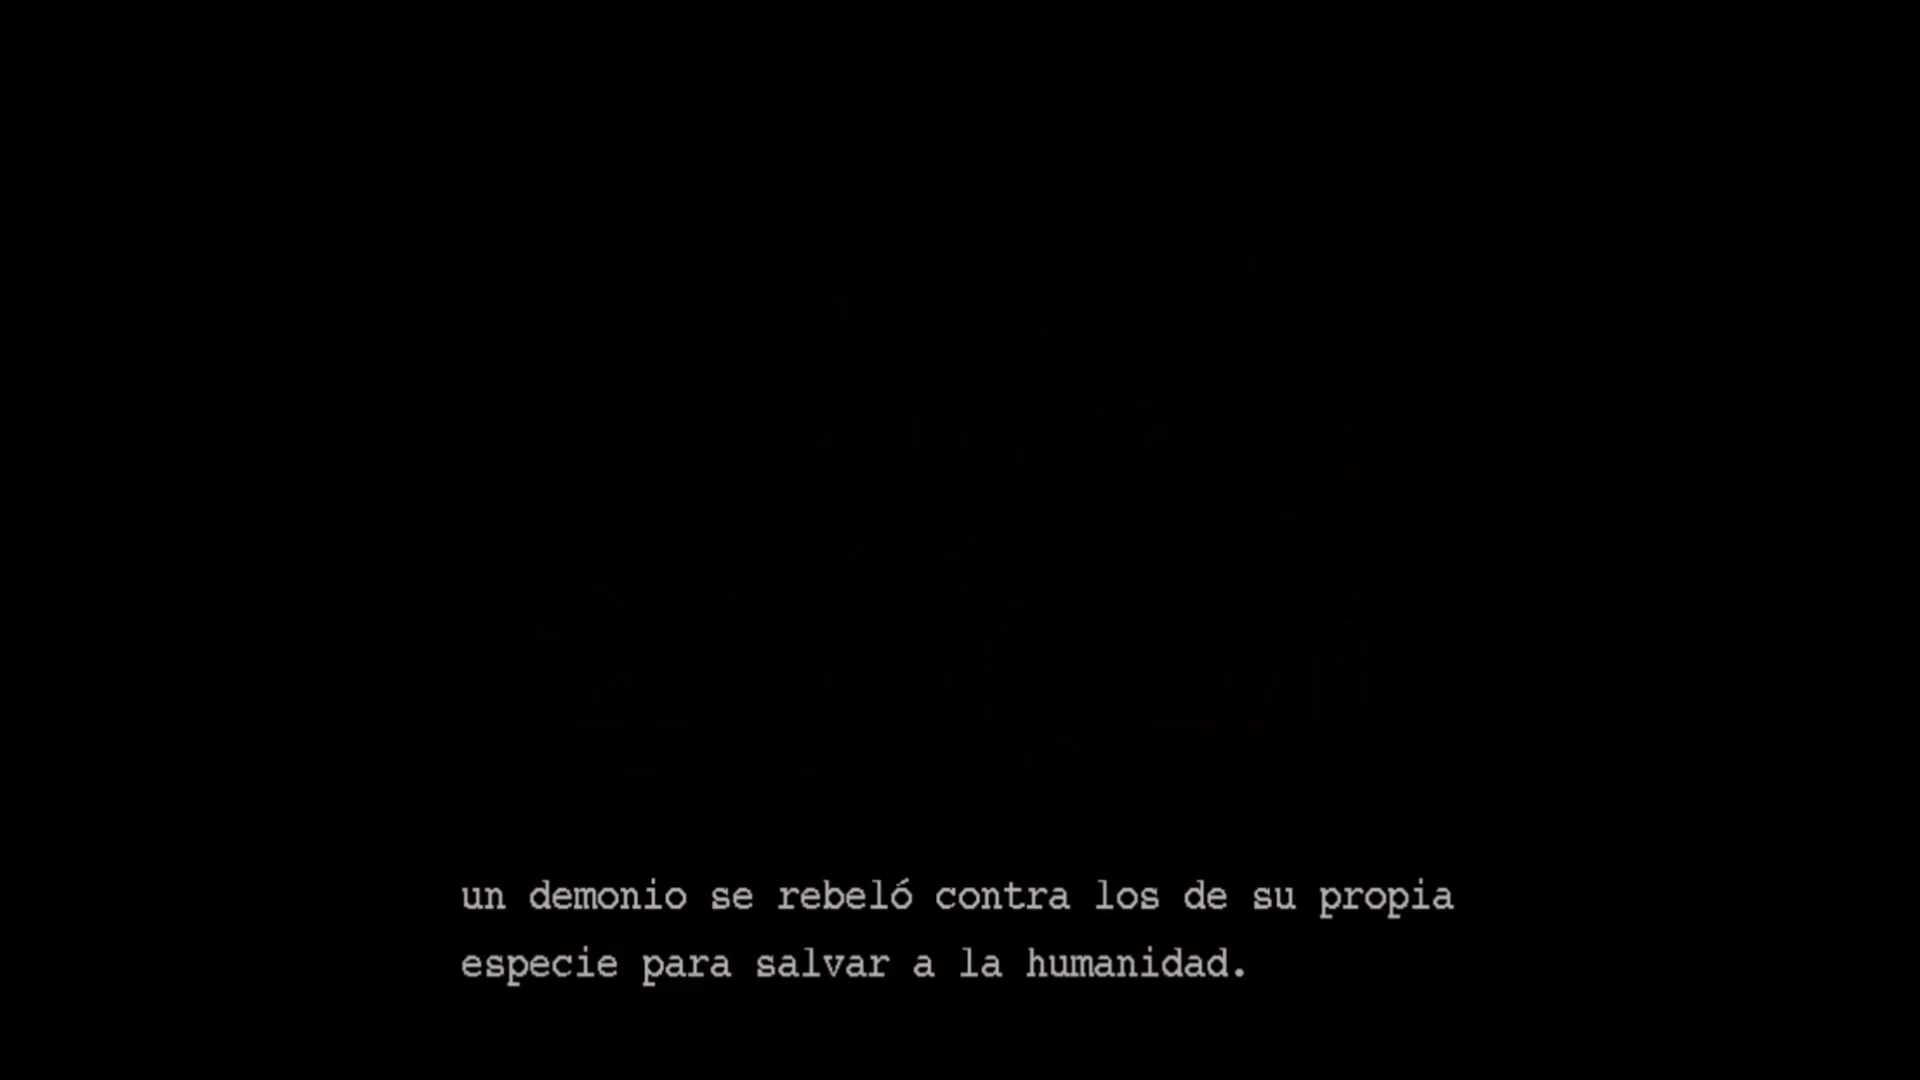 un demonio se rebeló contra los de su propia
especie para salvar a la humanidad.